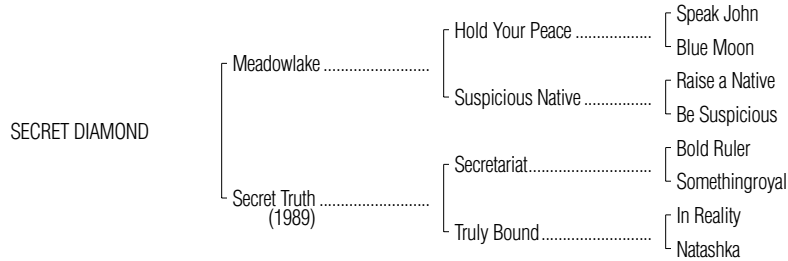 Speak John
Hold Your Peace ....................
Blue Moon
Meadowlake ............................
Raise a Native
Suspicious Native ..................
Be Suspicious
SECRET DIAMOND
Bold Ruler
Secretariat................................
Somethingroyal
Secret Truth .............................
(1989)
In Reality
Truly Bound.............................
Natashka